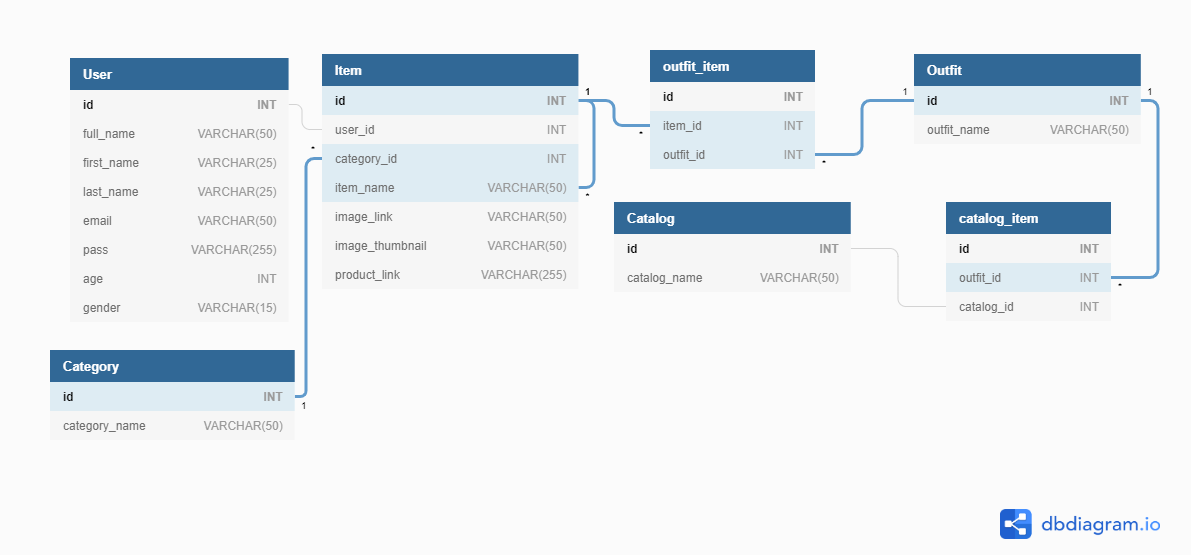 User
id INT
full_name VARCHAR(50)
first_name VARCHAR(25)
last_name VARCHAR(25)
email VARCHAR(50)
pass VARCHAR(255)
age INT
gender VARCHAR(15)
Item
id INT
user_id INT
category_id INT
item_name VARCHAR(50)
image_link VARCHAR(50)
image_thumbnail VARCHAR(50)
product_link VARCHAR(255)
1
*
*
outfit_item
id INT
item_id INT
outfit_id INT
*
*
Outfit
id INT
outfit_name VARCHAR(50)
1
1
Catalog
id INT
catalog_name VARCHAR(50)
catalog_item
id INT
outfit_id INT
catalog_id INT
*
Category
id INT
category_name VARCHAR(50)
1
dbdiagram.io